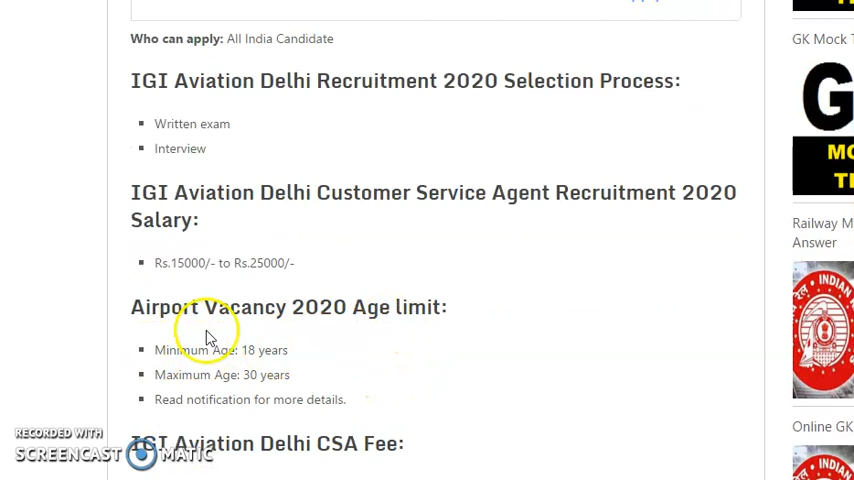 Who can apply: All India Candidate
GK Mock T
IGI Aviation Delhi Recruitment 2020 Selection Process:
G
Written exam
Interview
MO
T
IGI Aviation Delhi Customer Service Agent Recruitment 2020
Salary:
Railway M
Answer
Rs.15000/- to Rs.25000/-
Airport Vacancy 2020 Age limit:
Minimum Age: 18 years
Maximum Age: 30 years
Read notification for more details.
IGI Aviation Delhi CSA Fee:
Online GK
RECORDED WITH
SCREENCAST MATIC